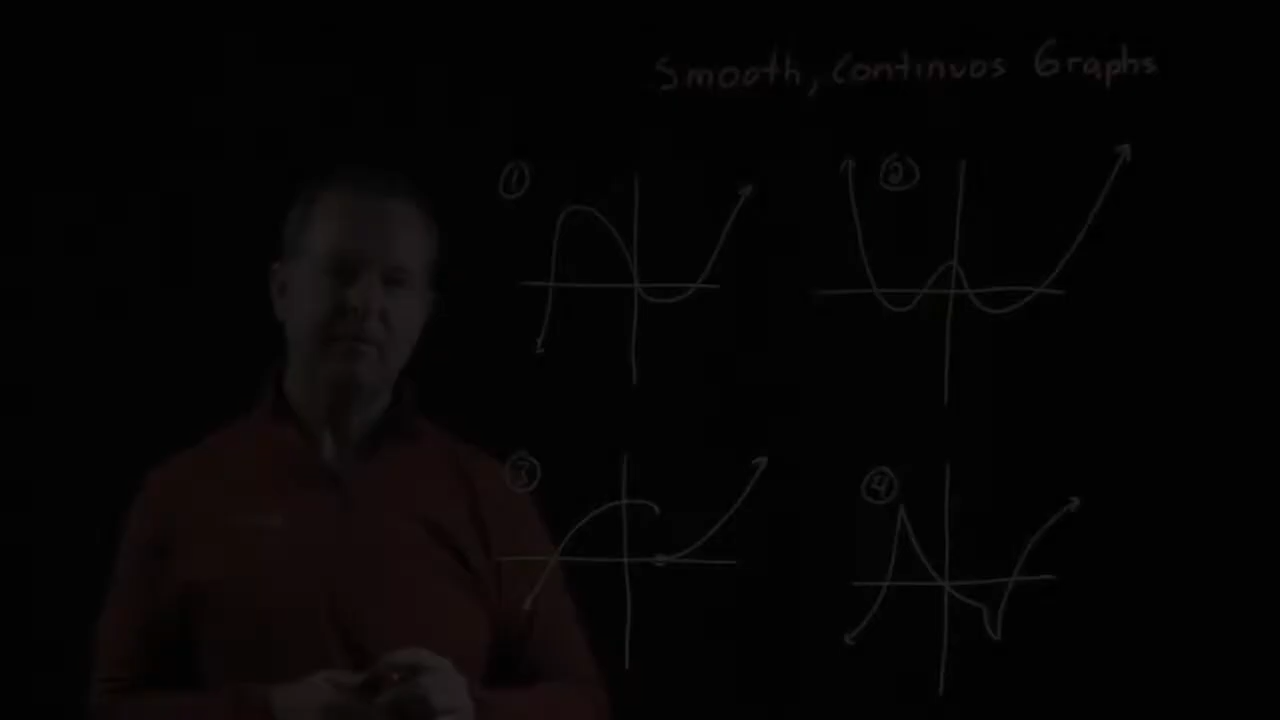 Smooth, Continuos Graphs
①
②
③
④